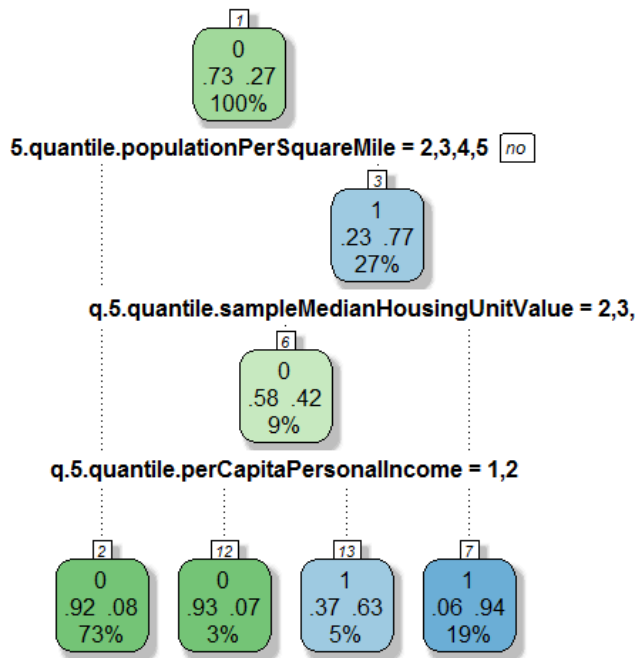 1
0
.73 .27
100%
5.quantile.populationPerSquareMile = 2,3,4,5 no
3
1
.23 .77
27%
q.5.quantile.sampleMedianHousingUnitValue = 2,3,
6
0
.58 .42
9%
q.5.quantile.perCapitaPersonalIncome = 1,2
2 12 13 7
0 0 1 1
.92 .08 .93 .07 .37 .63 .06 .94
73% 3% 5% 19%